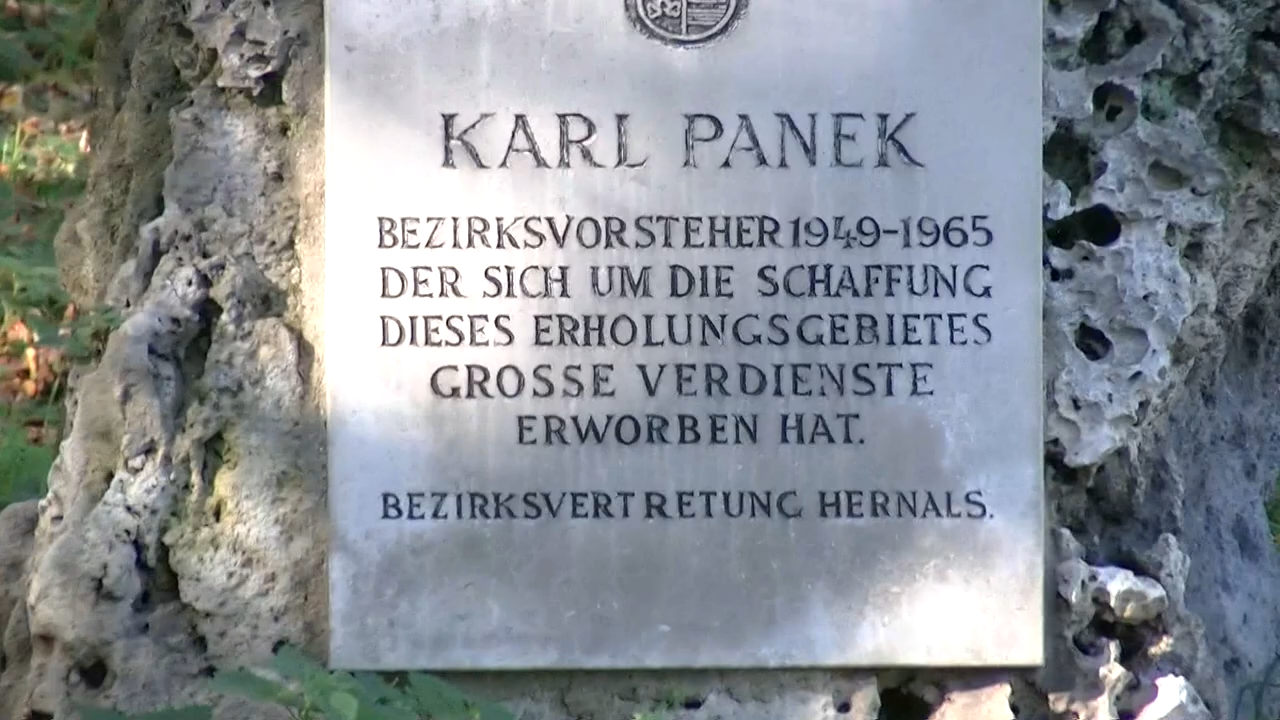 KARL PANEK
BEZIRKSVORSTEHER 1949-1965
DER SICH UM DIE SCHAFFUNG
DIESES ERHOLUNGSGEBIETES
GROSSE VERDIENSTE
ERWORBEN HAT.
BEZIRKSVERTRETUNG HERNALS.